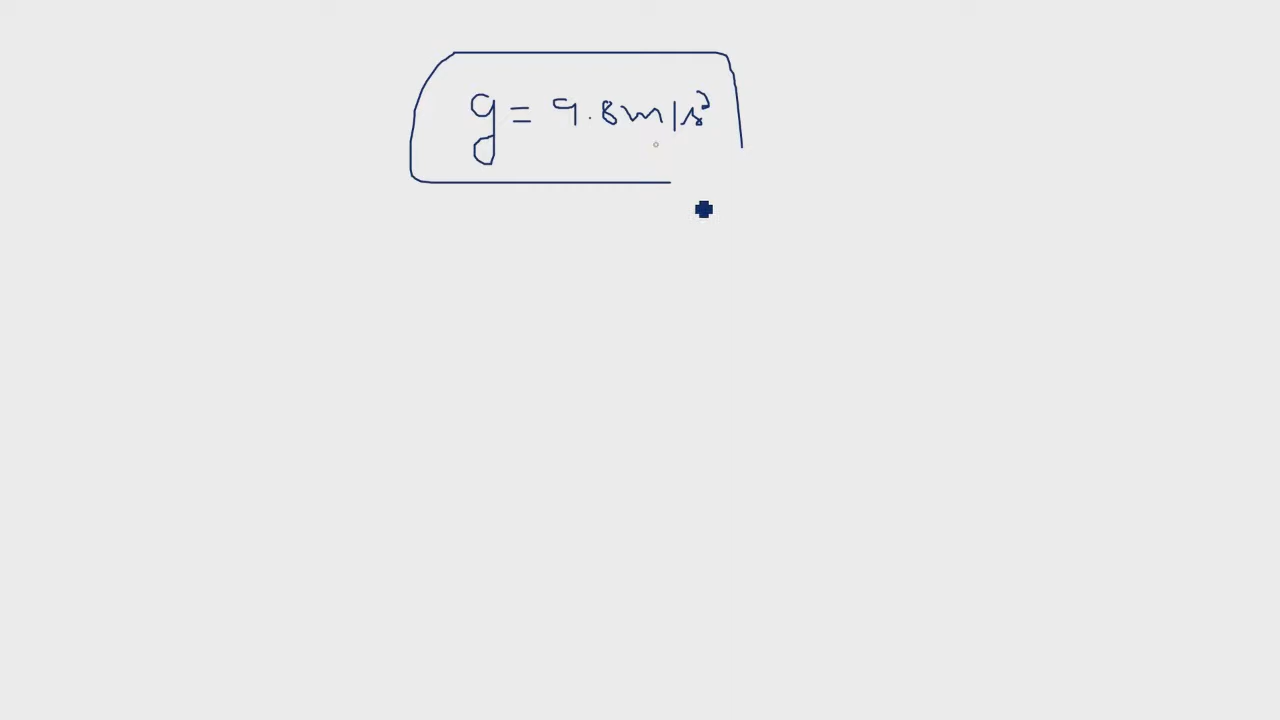 g = 9.8m/s²